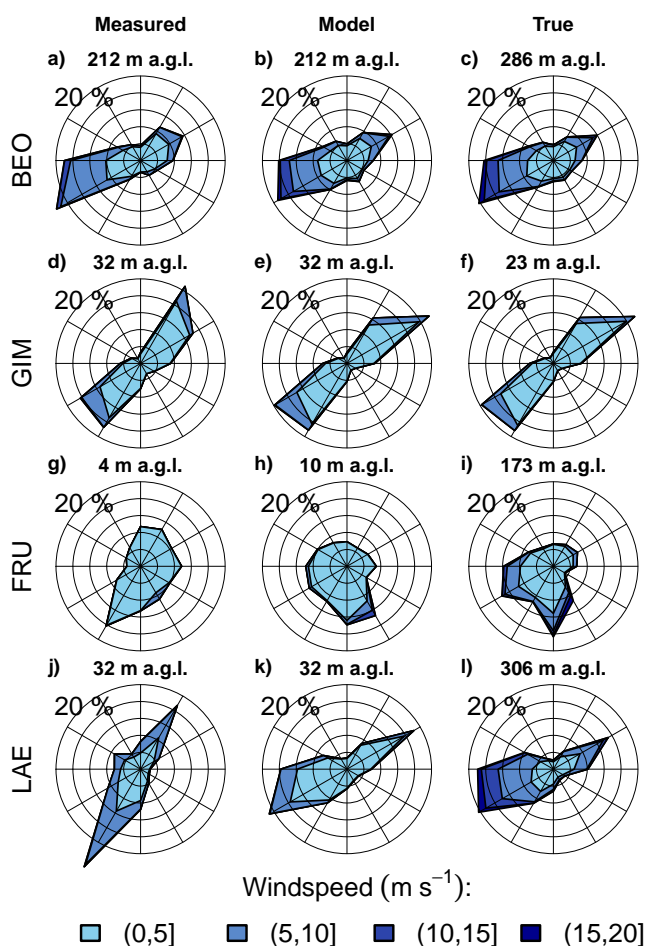 Measured Model True
a) 212 m a.g.l. b) 212 m a.g.l. c) 286 m a.g.l.
BEO 20 % 20 % 20 %
d) 32 m a.g.l. e) 32 m a.g.l. f) 23 m a.g.l.
GIM 20 % 20 % 20 %
g) 4 m a.g.l. h) 10 m a.g.l. i) 173 m a.g.l.
FRU 20 % 20 % 20 %
j) 32 m a.g.l. k) 32 m a.g.l. l) 306 m a.g.l.
LAE 20 % 20 % 20 %
Windspeed (m s⁻¹):
(0,5] (5,10] (10,15] (15,20]